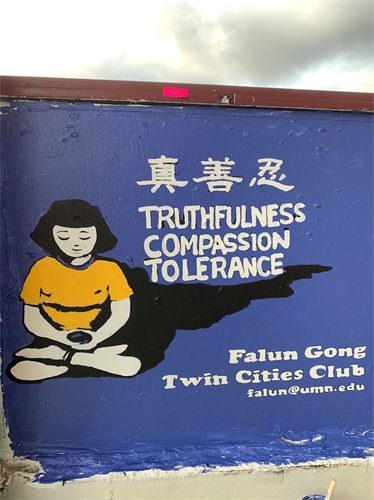 真善忍
TRUTHFULNESS
COMPASSION
TOLERANCE
Falun Gong
Twin Cities Club
falun@umn.edu